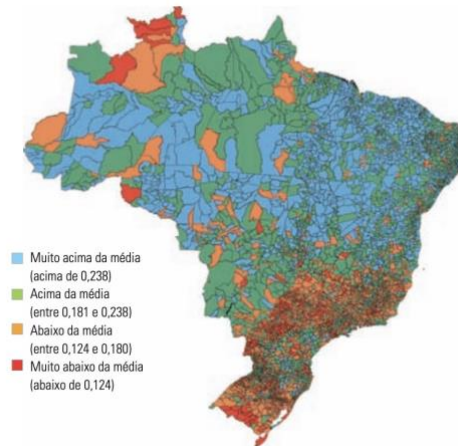 Muito acima da média
(acima de 0,238)
Acima da média
(entre 0,181 e 0,238)
Abaixo da média
(entre 0,124 e 0,180)
Muito abaixo da média
(abaixo de 0,124)